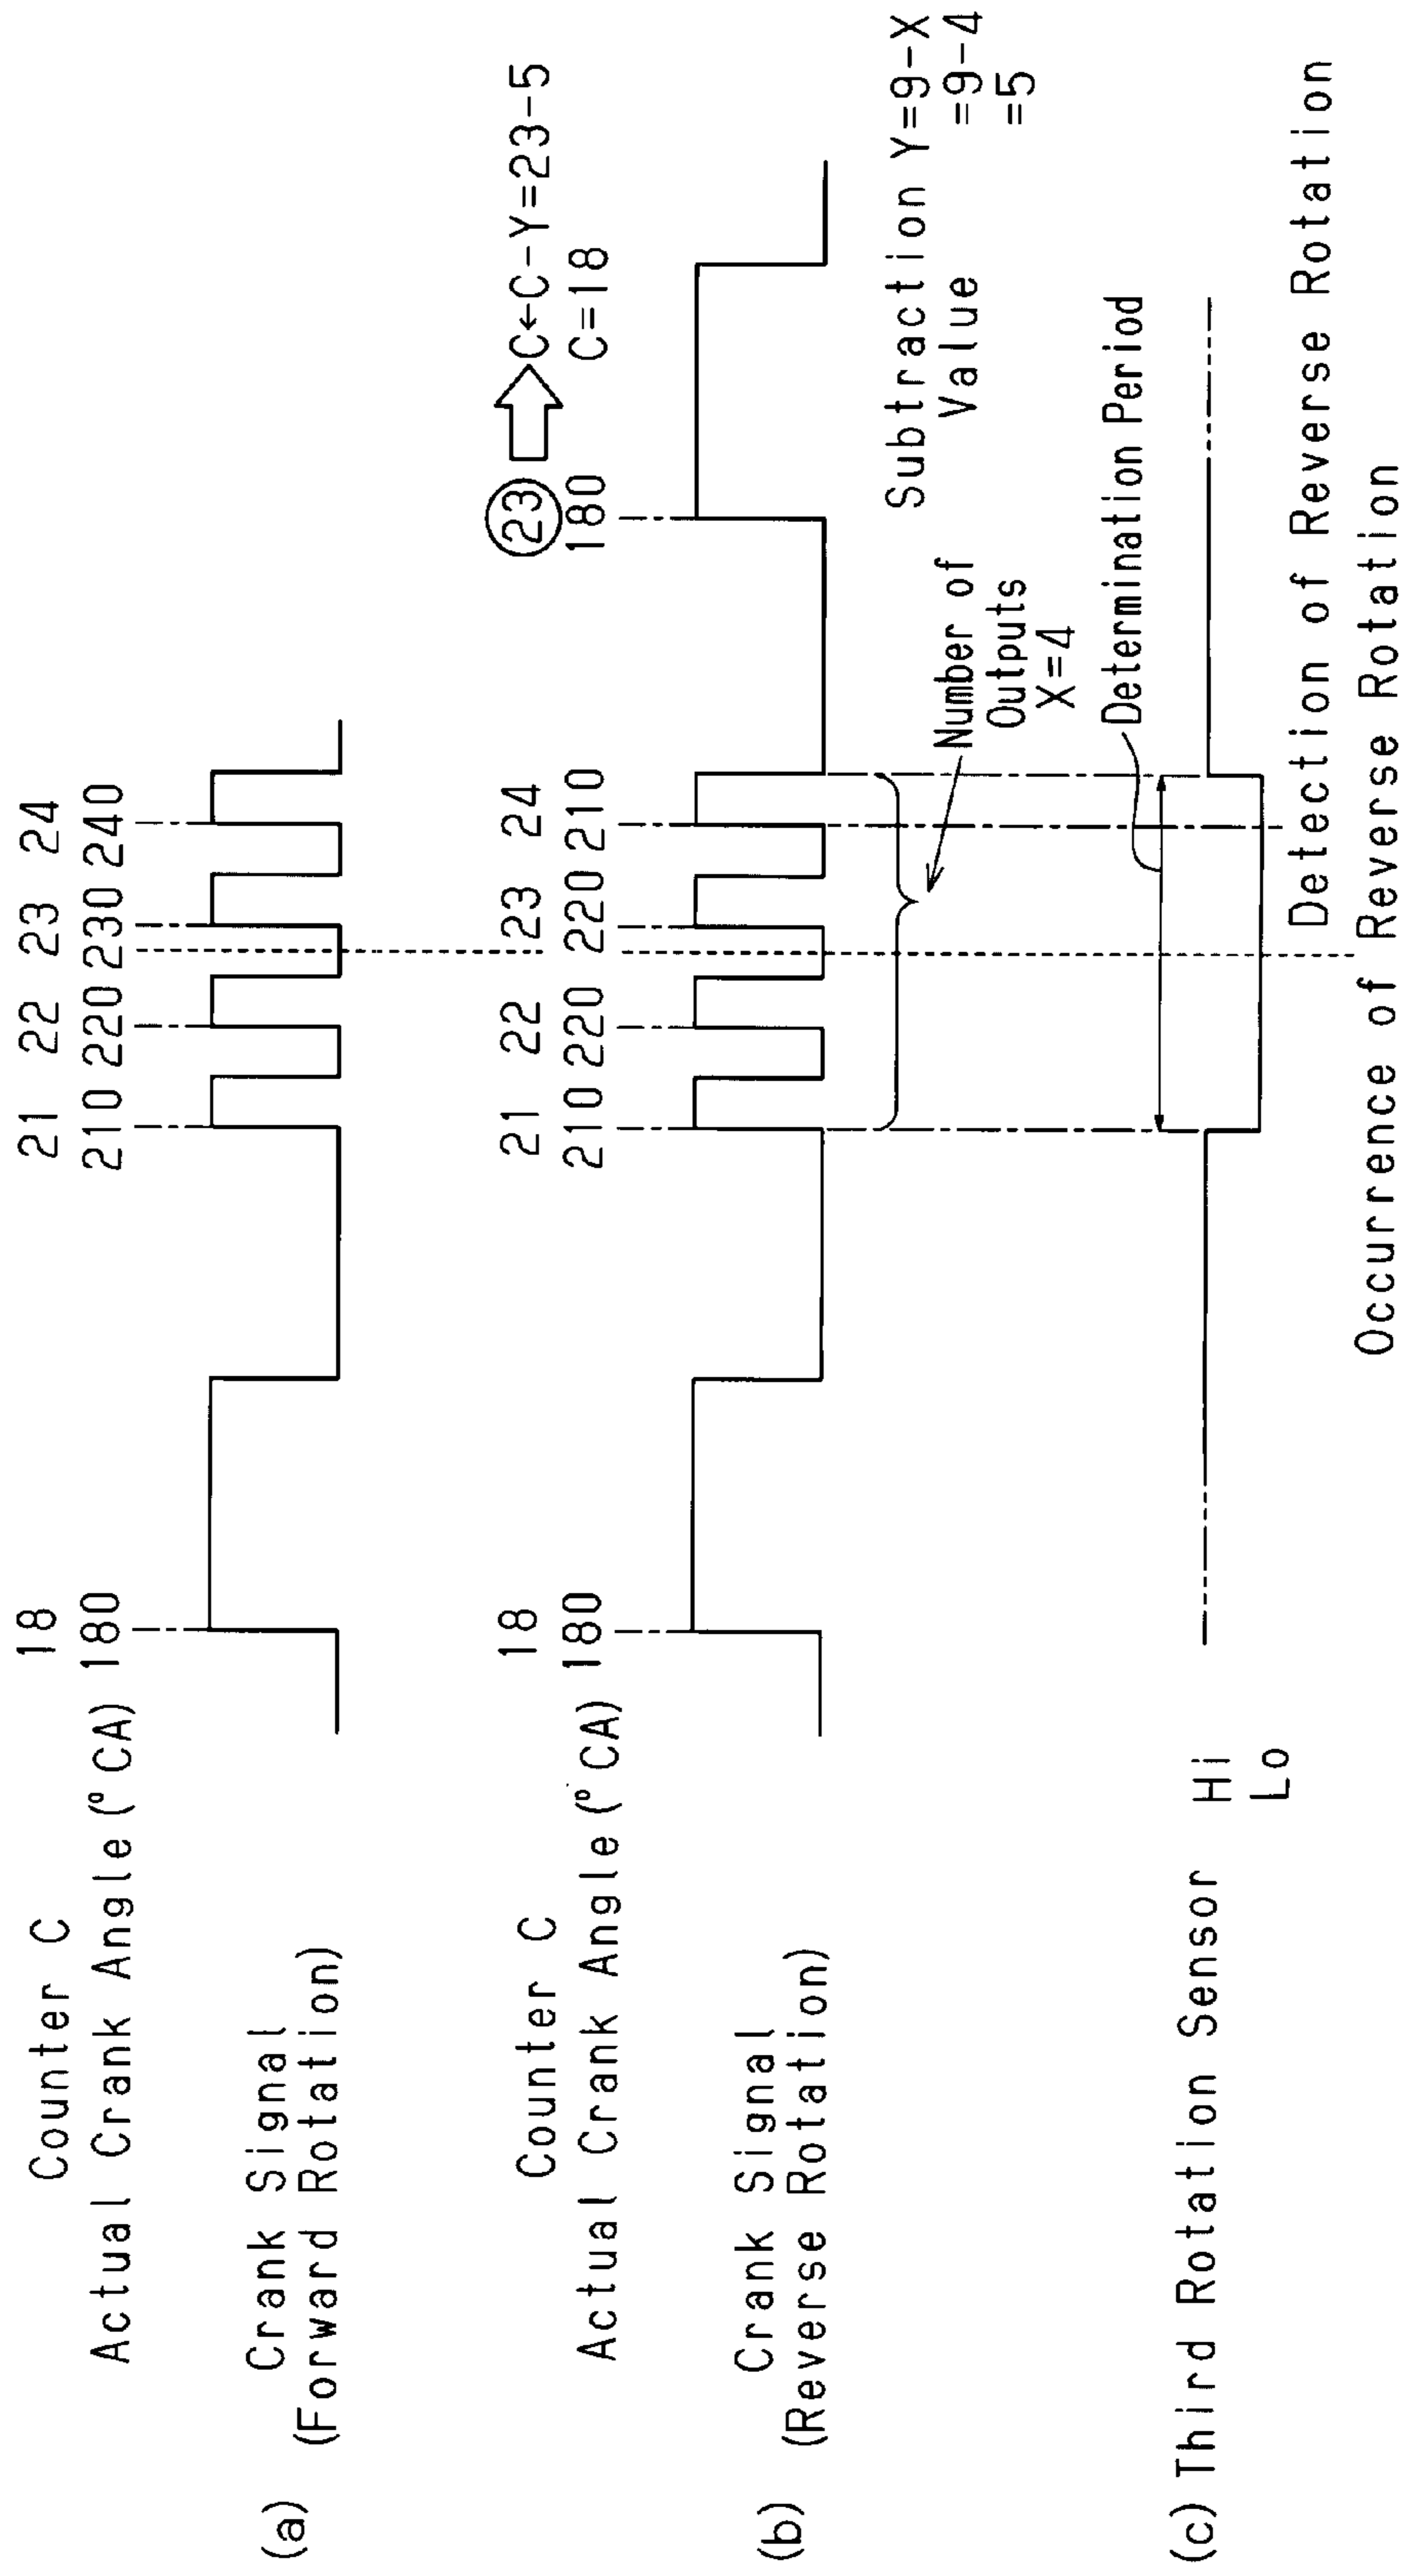 Counter C 18 21 22 23 24
Actual Crank Angle (° CA) 180 210 220 230 240
(a) Crank Signal
(Forward Rotation)
23 C←C-Y=23-5
C=18
Counter C 18 21 22 23 24
Actual Crank Angle (° CA) 180 210 220 220 210 180
(b) Crank Signal
(Reverse Rotation)
Subtraction Y=9-X
Value =9-4
=5
Number of
Outputs
X=4
Determination Period
(c) Third Rotation Sensor Hi
Lo
Detection of Reverse Rotation
Occurrence of Reverse Rotation